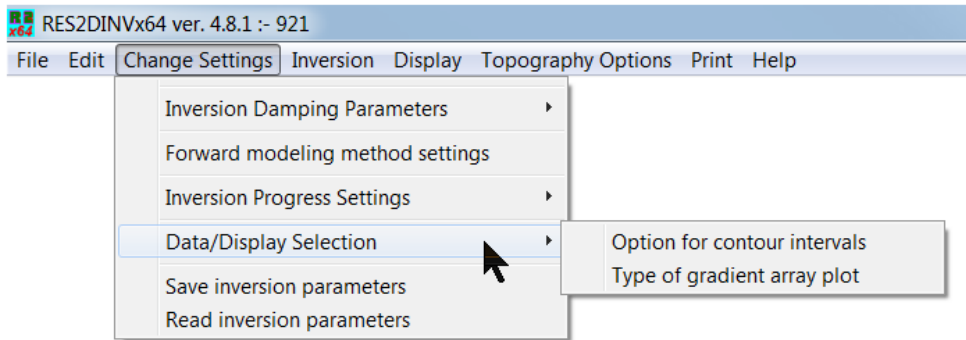 RES2DINVx64 ver. 4.8.1 :- 921
File Edit Change Settings Inversion Display Topography Options Print Help
Inversion Damping Parameters
Forward modeling method settings
Inversion Progress Settings
Data/Display Selection
Option for contour intervals
Type of gradient array plot
Save inversion parameters
Read inversion parameters